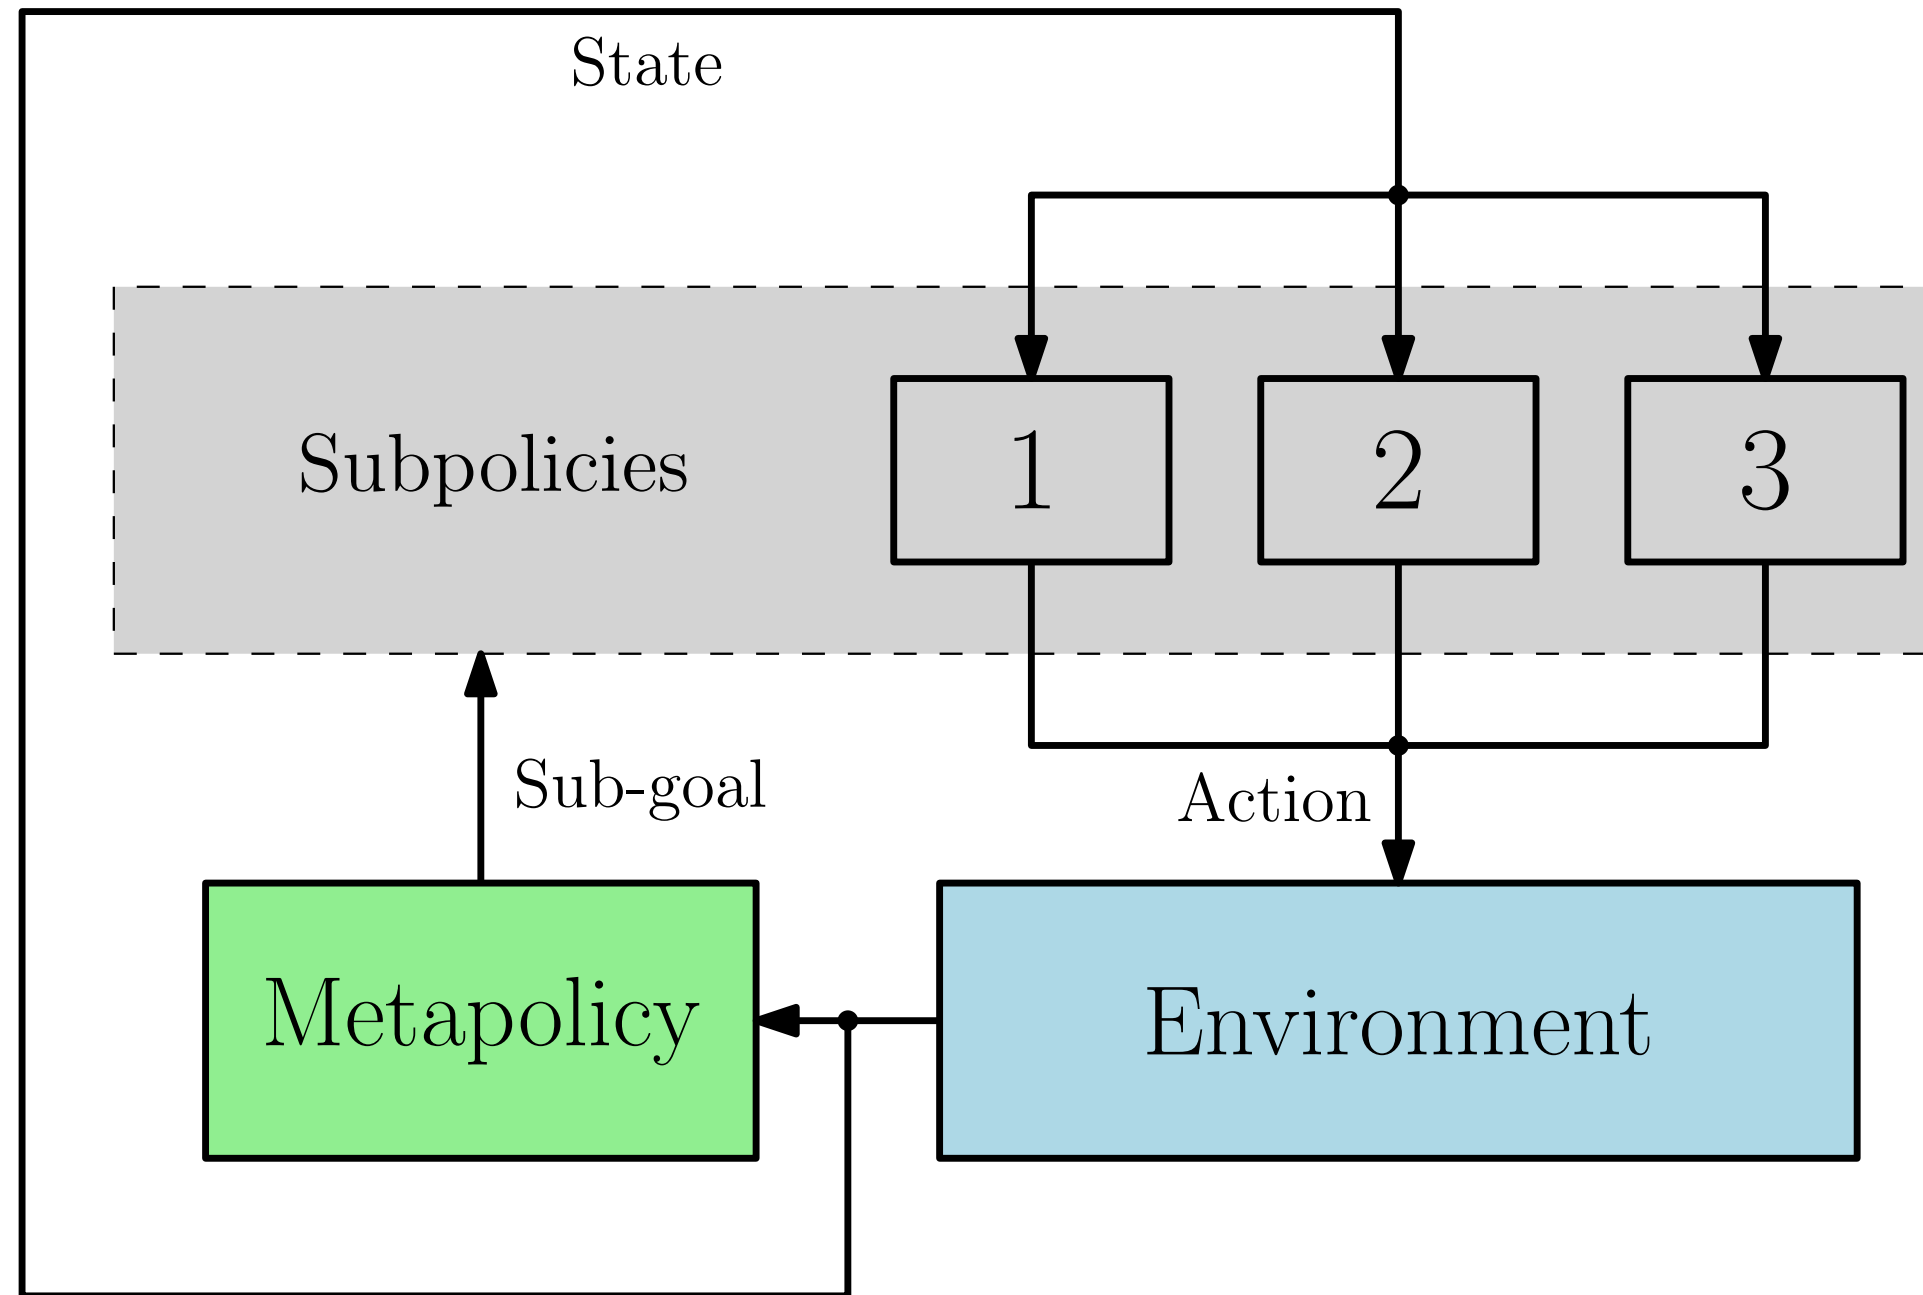 State
Subpolicies
1
2
3
Sub-goal
Action
Metapolicy
Environment